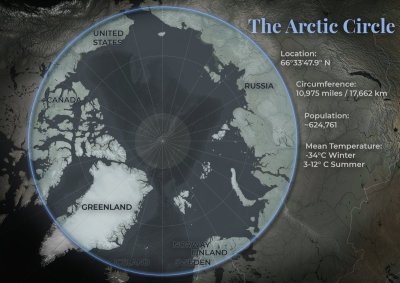 The Arctic Circle
UNITED
STATES
Location:
66°33'47.9" N
RUSSIA
Circumference:
10,975 miles / 17,662 km
CANADA
Population:
~624,761
Mean Temperature:
-34°C Winter
3-12° C Summer
GREENLAND
NORWAY
FINLAND
ICELAND
SWEDEN